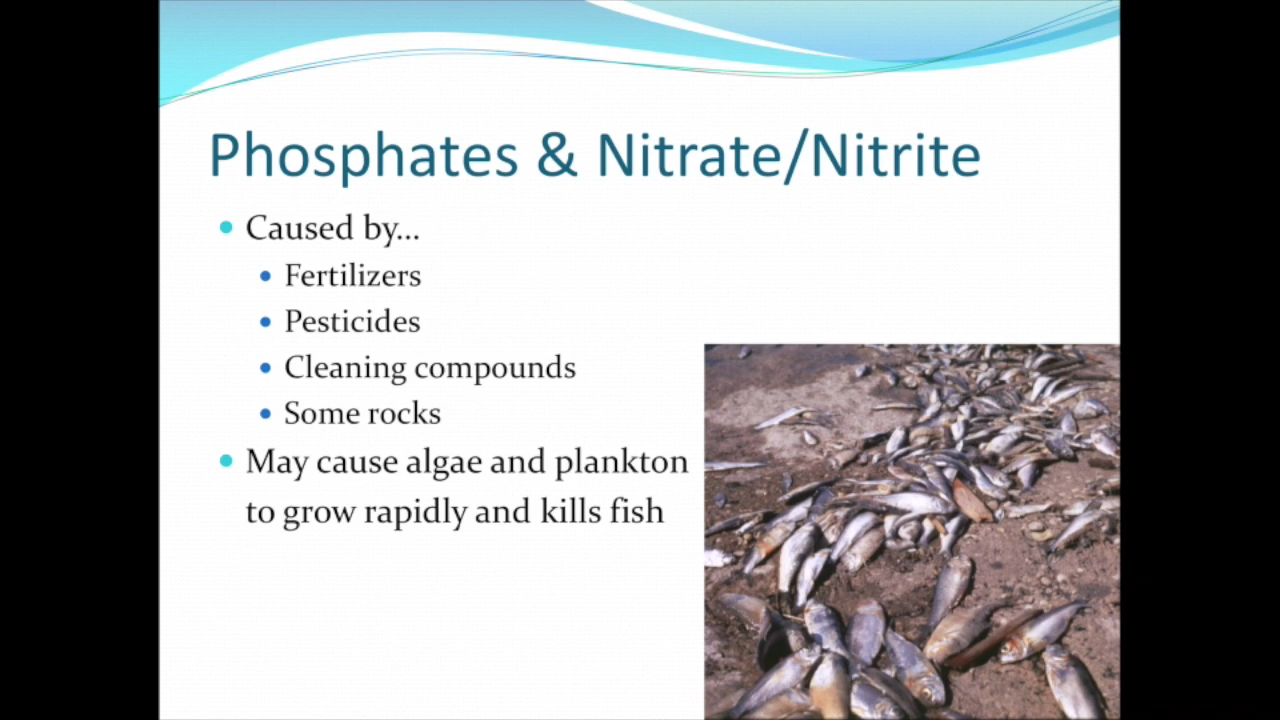 Phosphates & Nitrate/Nitrite
Caused by...
Fertilizers
Pesticides
Cleaning compounds
Some rocks
May cause algae and plankton
to grow rapidly and kills fish